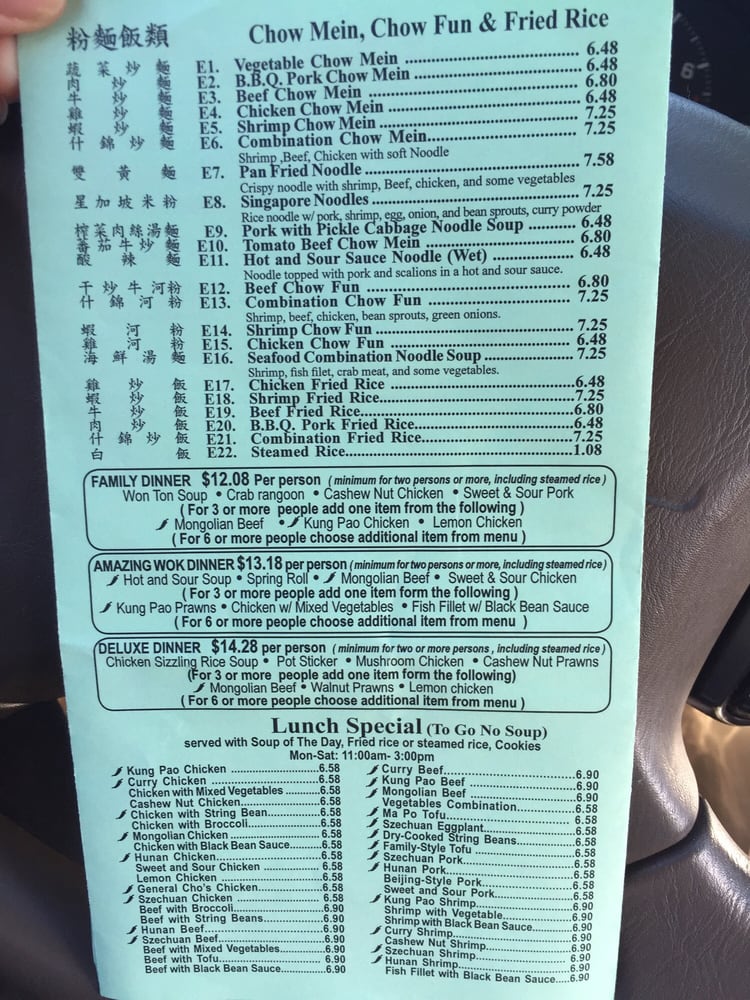 粉麵飯類 Chow Mein, Chow Fun & Fried Rice
蔬菜炒麵 E1. Vegetable Chow Mein 6.48
肉炒麵 E2. B.B.Q. Pork Chow Mein 6.48
牛炒麵 E3. Beef Chow Mein 6.80
雞炒麵 E4. Chicken Chow Mein 6.48
蝦炒麵 E5. Shrimp Chow Mein 7.25
什錦炒麵 E6. Combination Chow Mein 7.25
Shrimp ,Beef, Chicken with soft Noodle
雙黃麵 E7. Pan Fried Noodle 7.58
Crispy noodle with shrimp, Beef, chicken, and some vegetables
星加坡米粉 E8. Singapore Noodles 7.25
Rice noodle w/ pork, shrimp, egg, onion, and bean sprouts, curry powder
榨菜肉絲湯麵 E9. Pork with Pickle Cabbage Noodle Soup 6.48
蕃茄牛炒麵 E10. Tomato Beef Chow Mein 6.80
酸辣麵 E11. Hot and Sour Sauce Noodle (Wet) 6.48
Noodle topped with pork and scalions in a hot and sour sauce.
干炒牛河粉 E12. Beef Chow Fun 6.80
什錦河粉 E13. Combination Chow Fun 7.25
Shrimp, beef, chicken, bean sprouts, green onions.
蝦河粉 E14. Shrimp Chow Fun 7.25
雞河粉 E15. Chicken Chow Fun 6.48
海鮮湯麵 E16. Seafood Combination Noodle Soup 7.25
Shrimp, fish filet, crab meat, and some vegetables.
雞炒飯 E17. Chicken Fried Rice 6.48
蝦炒飯 E18. Shrimp Fried Rice 7.25
牛炒飯 E19. Beef Fried Rice 6.80
肉炒飯 E20. B.B.Q. Pork Fried Rice 6.48
什錦炒飯 E21. Combination Fried Rice 7.25
白飯 E22. Steamed Rice 1.08
FAMILY DINNER $12.08 Per person ( minimum for two persons or more, including steamed rice )
Won Ton Soup • Crab rangoon • Cashew Nut Chicken • Sweet & Sour Pork
( For 3 or more people add one item from the following )
Mongolian Beef • Kung Pao Chicken • Lemon Chicken
( For 6 or more people choose additional item from menu )
AMAZING WOK DINNER $13.18 per person ( minimum for two persons or more, including steamed rice )
Hot and Sour Soup • Spring Roll • Mongolian Beef • Sweet & Sour Chicken
( For 3 or more people add one item form the following )
Kung Pao Prawns • Chicken w/ Mixed Vegetables • Fish Fillet w/ Black Bean Sauce
( For 6 or more people choose additional item from menu )
DELUXE DINNER $14.28 per person ( minimum for two or more persons , including steamed rice )
Chicken Sizzling Rice Soup • Pot Sticker • Mushroom Chicken • Cashew Nut Prawns
(For 3 or more people add one item form the following)
Mongolian Beef • Walnut Prawns • Lemon chicken
( For 6 or more people choose additional item from menu )
Lunch Special (To Go No Soup)
served with Soup of The Day, Fried rice or steamed rice, Cookies
Mon-Sat: 11:00am- 3:00pm
Kung Pao Chicken 6.58
Curry Chicken 6.58
Chicken with Mixed Vegetables 6.58
Cashew Nut Chicken 6.58
Chicken with String Bean 6.58
Chicken with Broccoli 6.58
Mongolian Chicken 6.58
Chicken with Black Bean Sauce 6.58
Hunan Chicken 6.58
Sweet and Sour Chicken 6.58
Lemon Chicken 6.58
General Cho's Chicken 6.58
Szechuan Chicken 6.58
Beef with Broccoli 6.90
Beef with String Beans 6.90
Hunan Beef 6.90
Szechuan Beef 6.90
Beef with Mixed Vegetables 6.90
Beef with Tofu 6.90
Beef with Black Bean Sauce 6.90
Curry Beef 6.90
Kung Pao Beef 6.90
Mongolian Beef 6.90
Vegetables Combination 6.58
Ma Po Tofu 6.58
Szechuan Eggplant 6.58
Dry-Cooked String Beans 6.58
Family-Style Tofu 6.58
Szechuan Pork 6.58
Hunan Pork 6.58
Beijing-Style Pork 6.58
Sweet and Sour Pork 6.58
Kung Pao Shrimp 6.90
Shrimp with Vegetable 6.90
Shrimp with Black Bean Sauce 6.90
Curry Shrimp 6.90
Cashew Nut Shrimp 6.90
Szechuan Shrimp 6.90
Hunan Shrimp 6.90
Fish Fillet with Black Bean Sauce 6.90